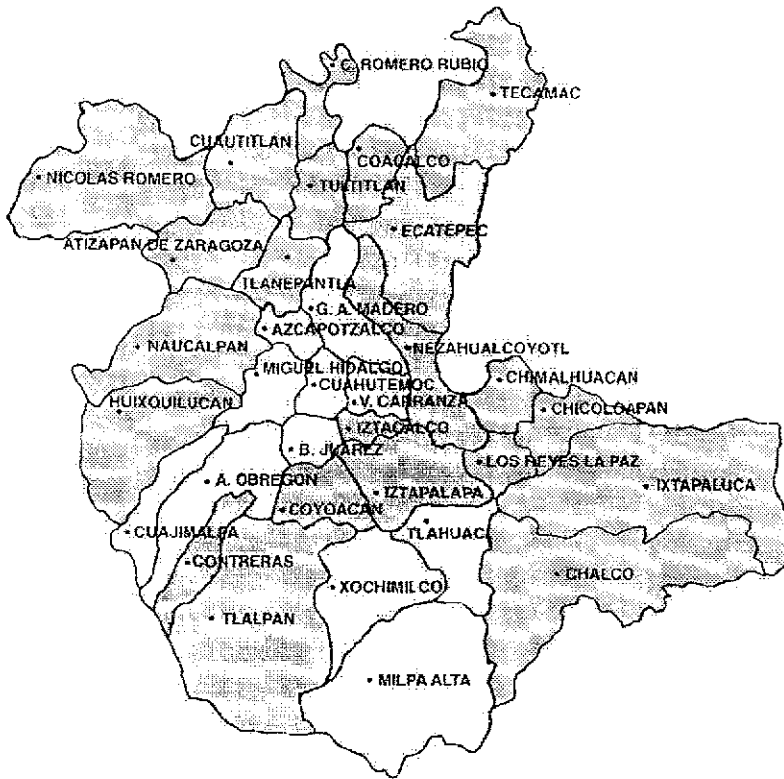 C. ROMERO RUBIO
TECAMAC
CUAUTITLAN
COACALCO
NICOLAS ROMERO
TULTITLAN
ECATEPEC
ATIZAPAN DE ZARAGOZA
TLANEPANTLA
G. A. MADERO
AZCAPOTZALCO
NAUCALPAN
NEZAHUALCOYOTL
MIGUEL HIDALGO
CHIMALHUACAN
CUAHUTEMOC
HUIXQUILUCAN
V. CARRANZA
CHICOLOAPAN
IZTACALCO
B. JUAREZ
LOS REYES LA PAZ
A. OBREGON
IZTAPALAPA
IXTAPALUCA
COYOACAN
CUAJIMALPA
TLAHUAC
CONTRERAS
CHALCO
XOCHIMILCO
TLALPAN
MILPA ALTA